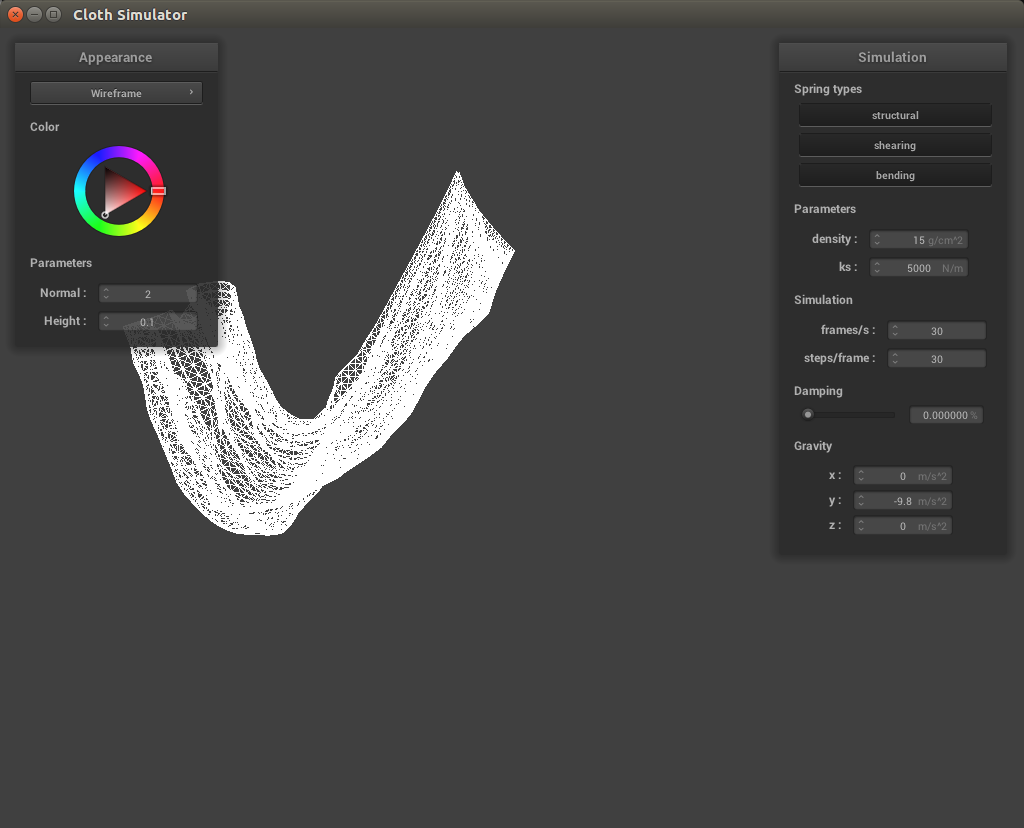 Cloth Simulator
Appearance
Wireframe
Color
Parameters
Normal : 2
Height : 0.1
Simulation
Spring types
structural
shearing
bending
Parameters
density : 15 g/cm^2
ks : 5000 N/m
Simulation
frames/s : 30
steps/frame : 30
Damping
0.000000 %
Gravity
x : 0 m/s^2
y : -9.8 m/s^2
z : 0 m/s^2